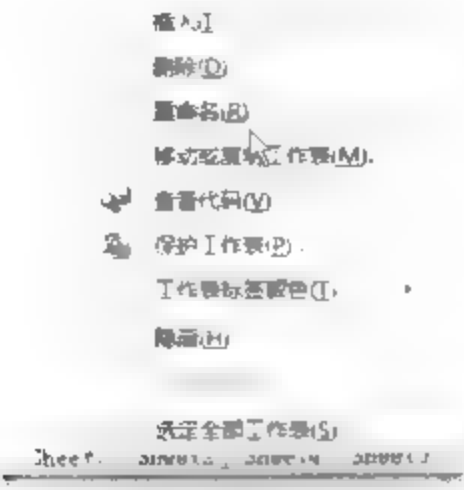 插入I
删除(D)
重命名(R)
移动或复制工作表(M).
查看代码(V)
保护工作表(P).
工作表标签颜色(T)
隐藏(H)
选定全部工作表(S)
Sheet